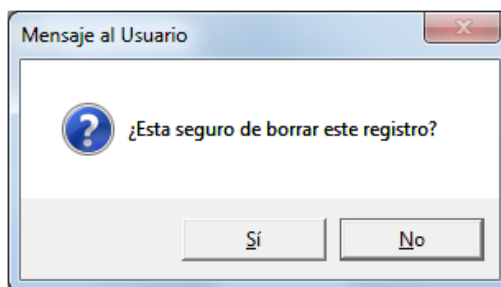 Mensaje al Usuario
¿Esta seguro de borrar este registro?
Sí
No